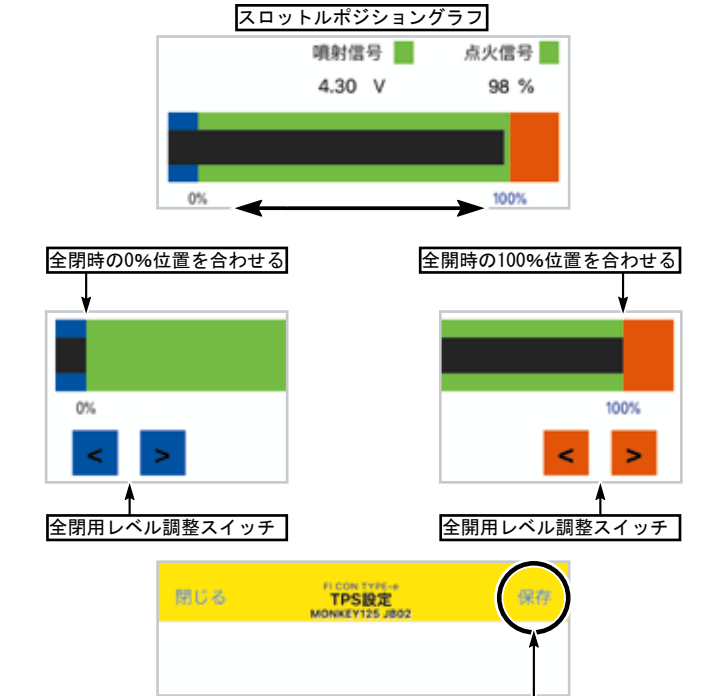 スロットルポジショングラフ
噴射信号 点火信号
4.30 V 98 %
0% 100%
全閉時の0%位置を合わせる 全開時の100%位置を合わせる
0% 100%
< > < >
全閉用レベル調整スイッチ 全開用レベル調整スイッチ
FI CON TYPE-e
閉じる TPS設定 保存
MONKEY125 JB02